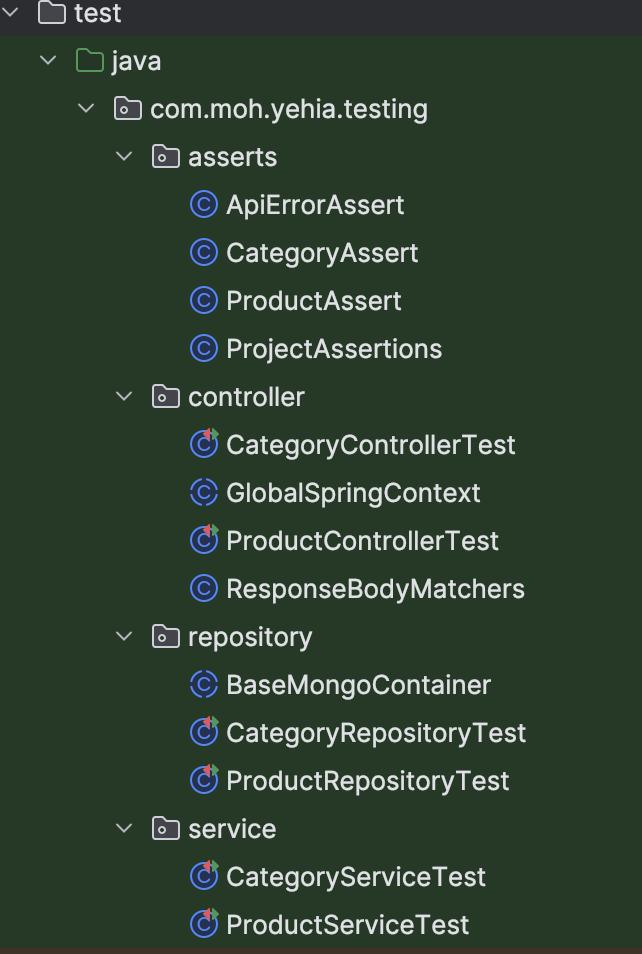 test
java
com.moh.yehia.testing
asserts
ApiErrorAssert
CategoryAssert
ProductAssert
ProjectAssertions
controller
CategoryControllerTest
GlobalSpringContext
ProductControllerTest
ResponseBodyMatchers
repository
BaseMongoContainer
CategoryRepositoryTest
ProductRepositoryTest
service
CategoryServiceTest
ProductServiceTest